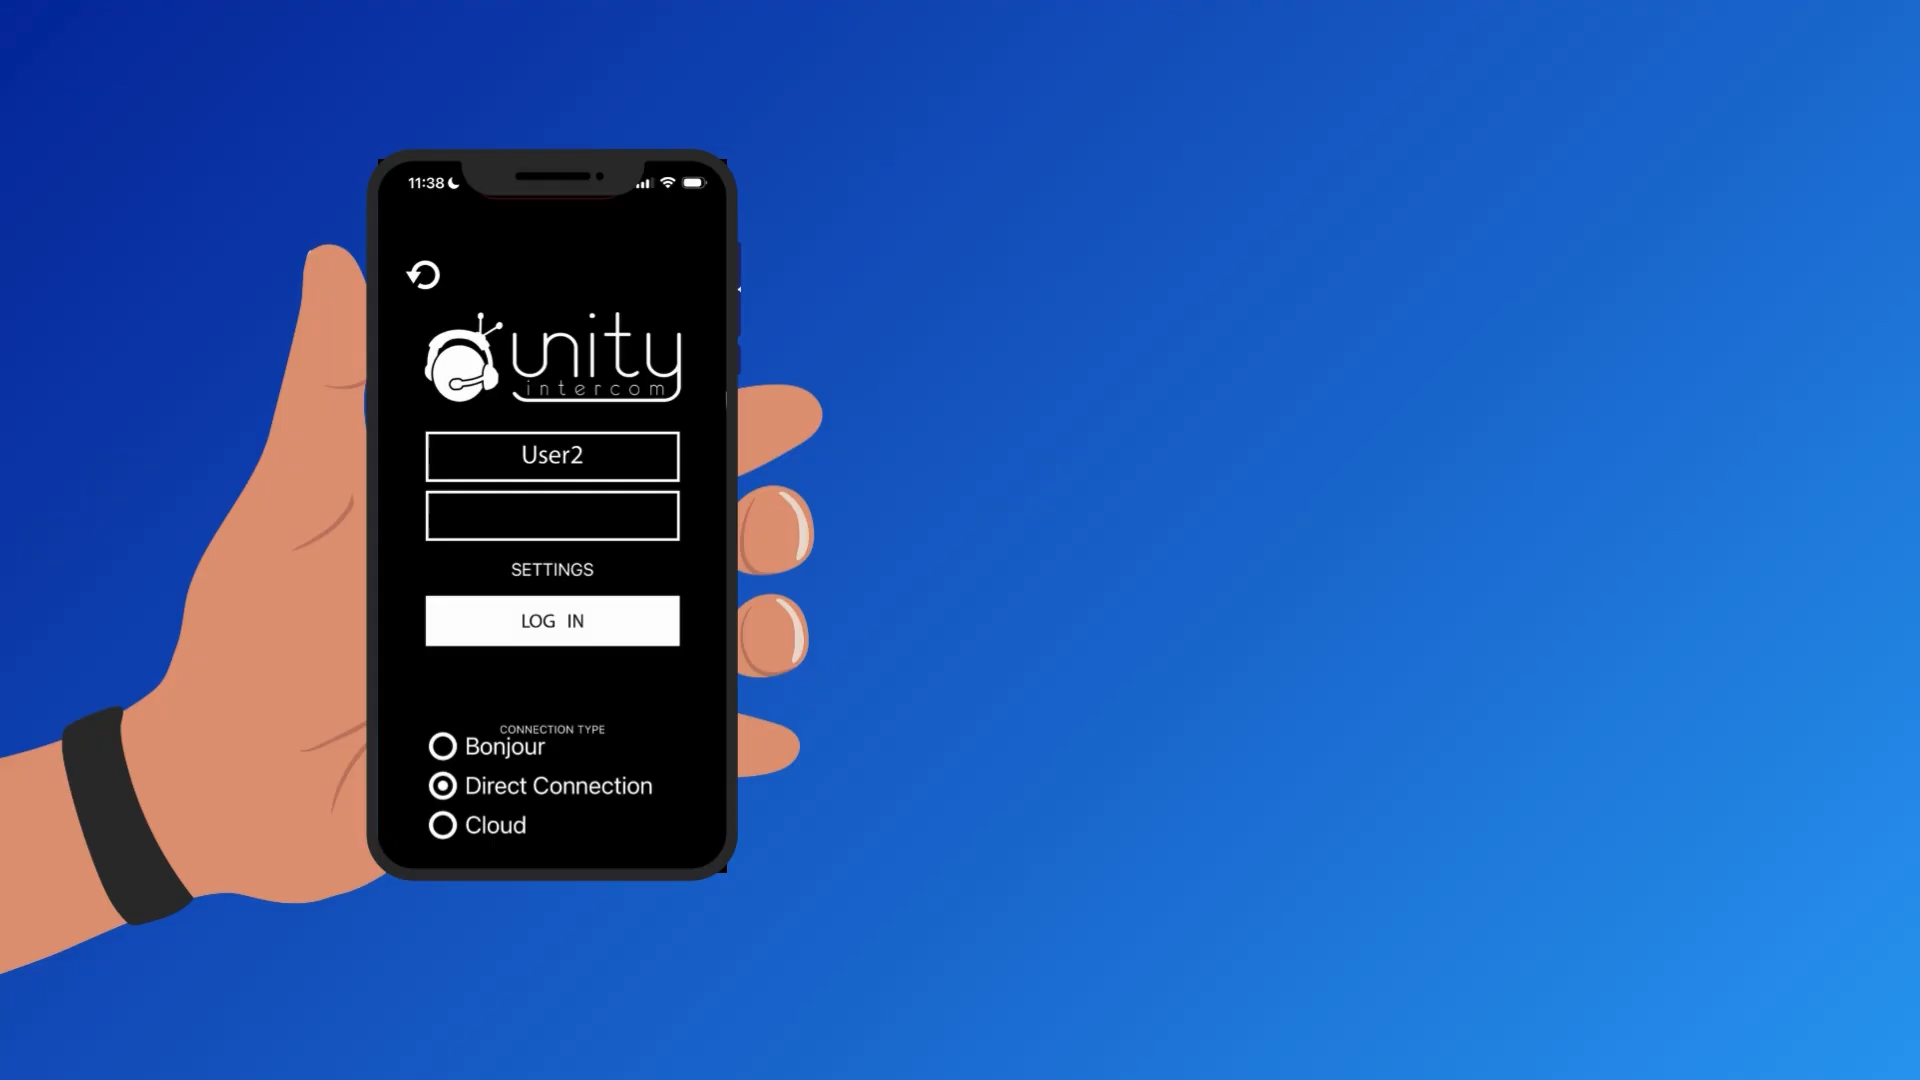 11:38
unity
intercom
User2
SETTINGS
LOG IN
CONNECTION TYPE
Bonjour
Direct Connection
Cloud